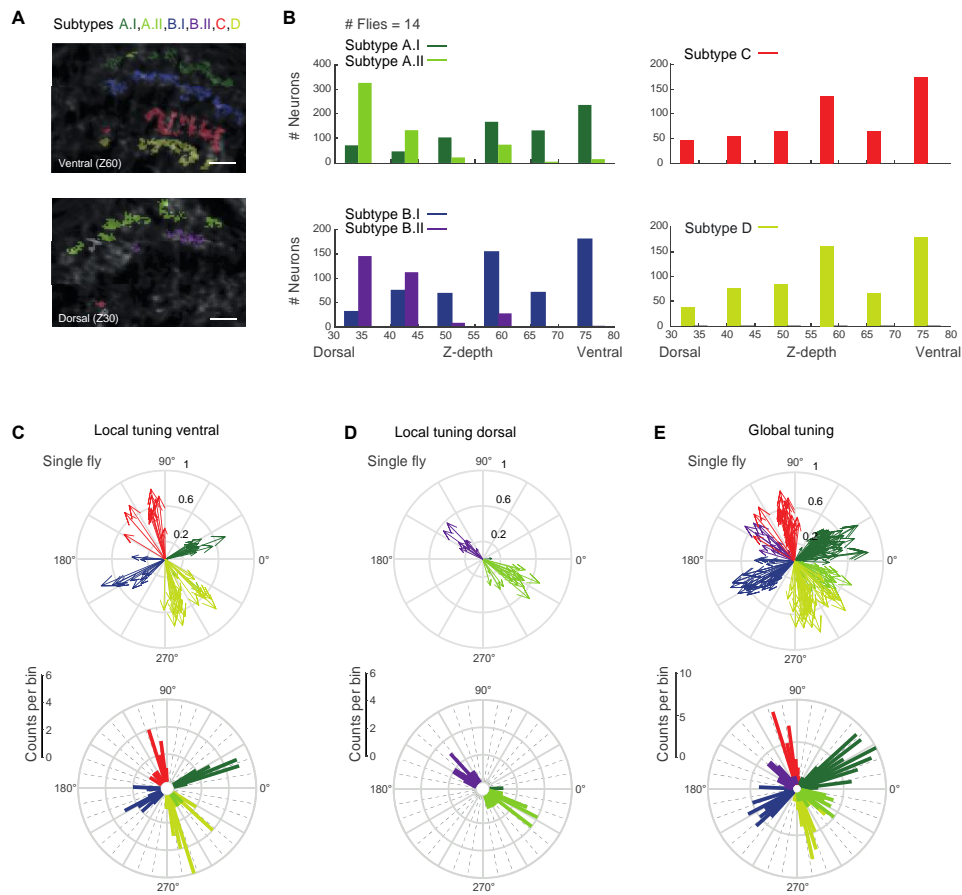 A
Subtypes A.I,A.II,B.I,B.II,C,D
Ventral (Z60)
Dorsal (Z30)
B
# Flies = 14
Subtype A.I
Subtype A.II
# Neurons
400
300
200
100
0
Subtype C
200
150
100
50
0
Subtype B.I
Subtype B.II
# Neurons
200
150
100
50
0
30 35 40 45 50 55 60 65 70 75 80
Dorsal Z-depth Ventral
Subtype D
200
150
100
50
0
30 35 40 45 50 55 60 65 70 75 80
Dorsal Z-depth Ventral
C Local tuning ventral
Single fly
90° 1
0.6
0.2
180° 0°
270°
Counts per bin
6
4
2
0
90°
180° 0°
270°
D Local tuning dorsal
Single fly
90° 1
0.6
0.2
180° 0°
270°
Counts per bin
6
4
2
0
90°
180° 0°
270°
E Global tuning
Single fly
90° 1
0.6
0.2
180° 0°
270°
Counts per bin
10
5
0
90°
180° 0°
270°